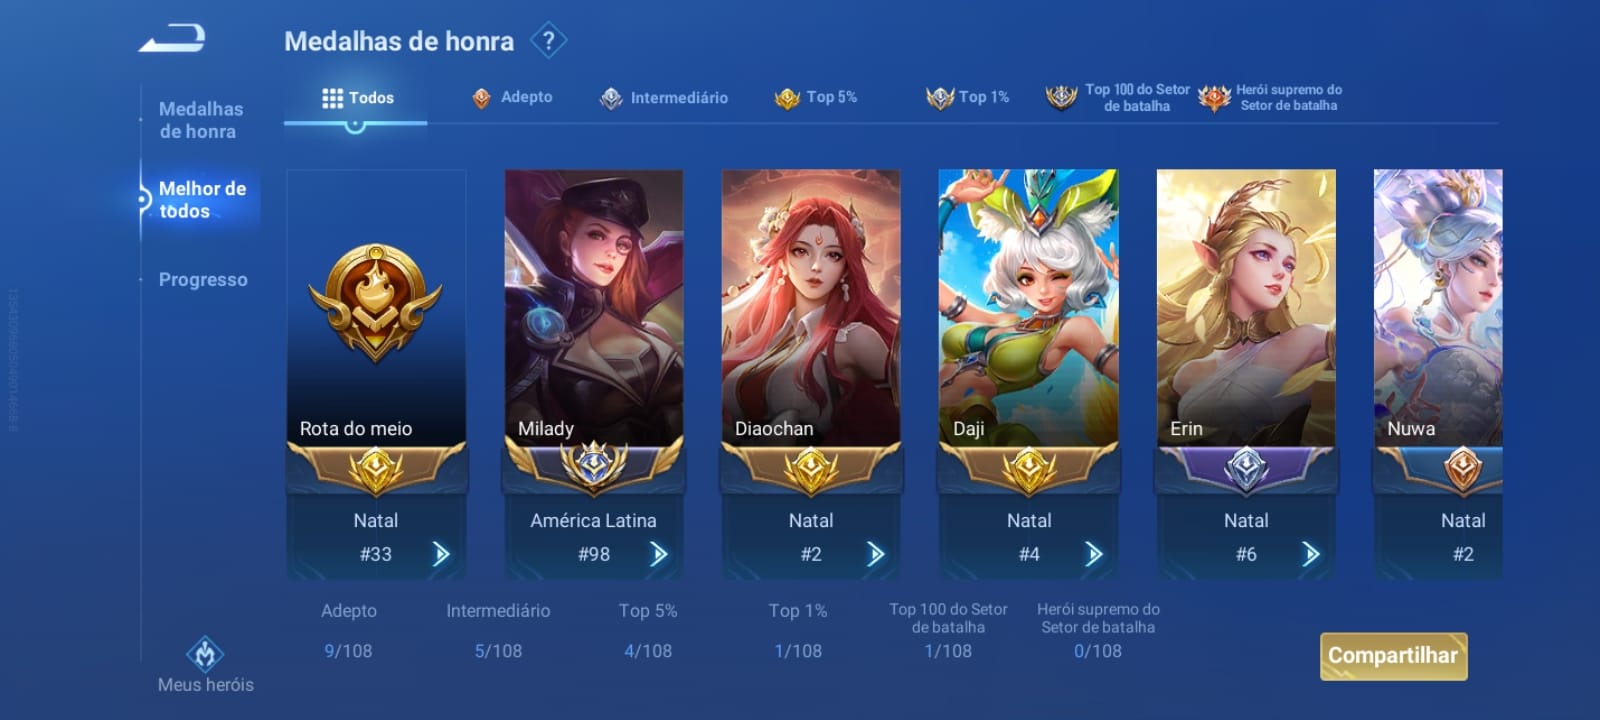 Medalhas de honra ?
Medalhas
de honra
Melhor de
todos
Progresso
Meus heróis
Todos
Adepto
Intermediário
Top 5%
Top 1%
Top 100 do Setor
de batalha
Herói supremo do
Setor de batalha
Rota do meio
Natal
#33
Milady
América Latina
#98
Diaochan
Natal
#2
Daji
Natal
#4
Erin
Natal
#6
Nuwa
Natal
#2
Adepto
9/108
Intermediário
5/108
Top 5%
4/108
Top 1%
1/108
Top 100 do Setor
de batalha
1/108
Herói supremo do
Setor de batalha
0/108
Compartilhar